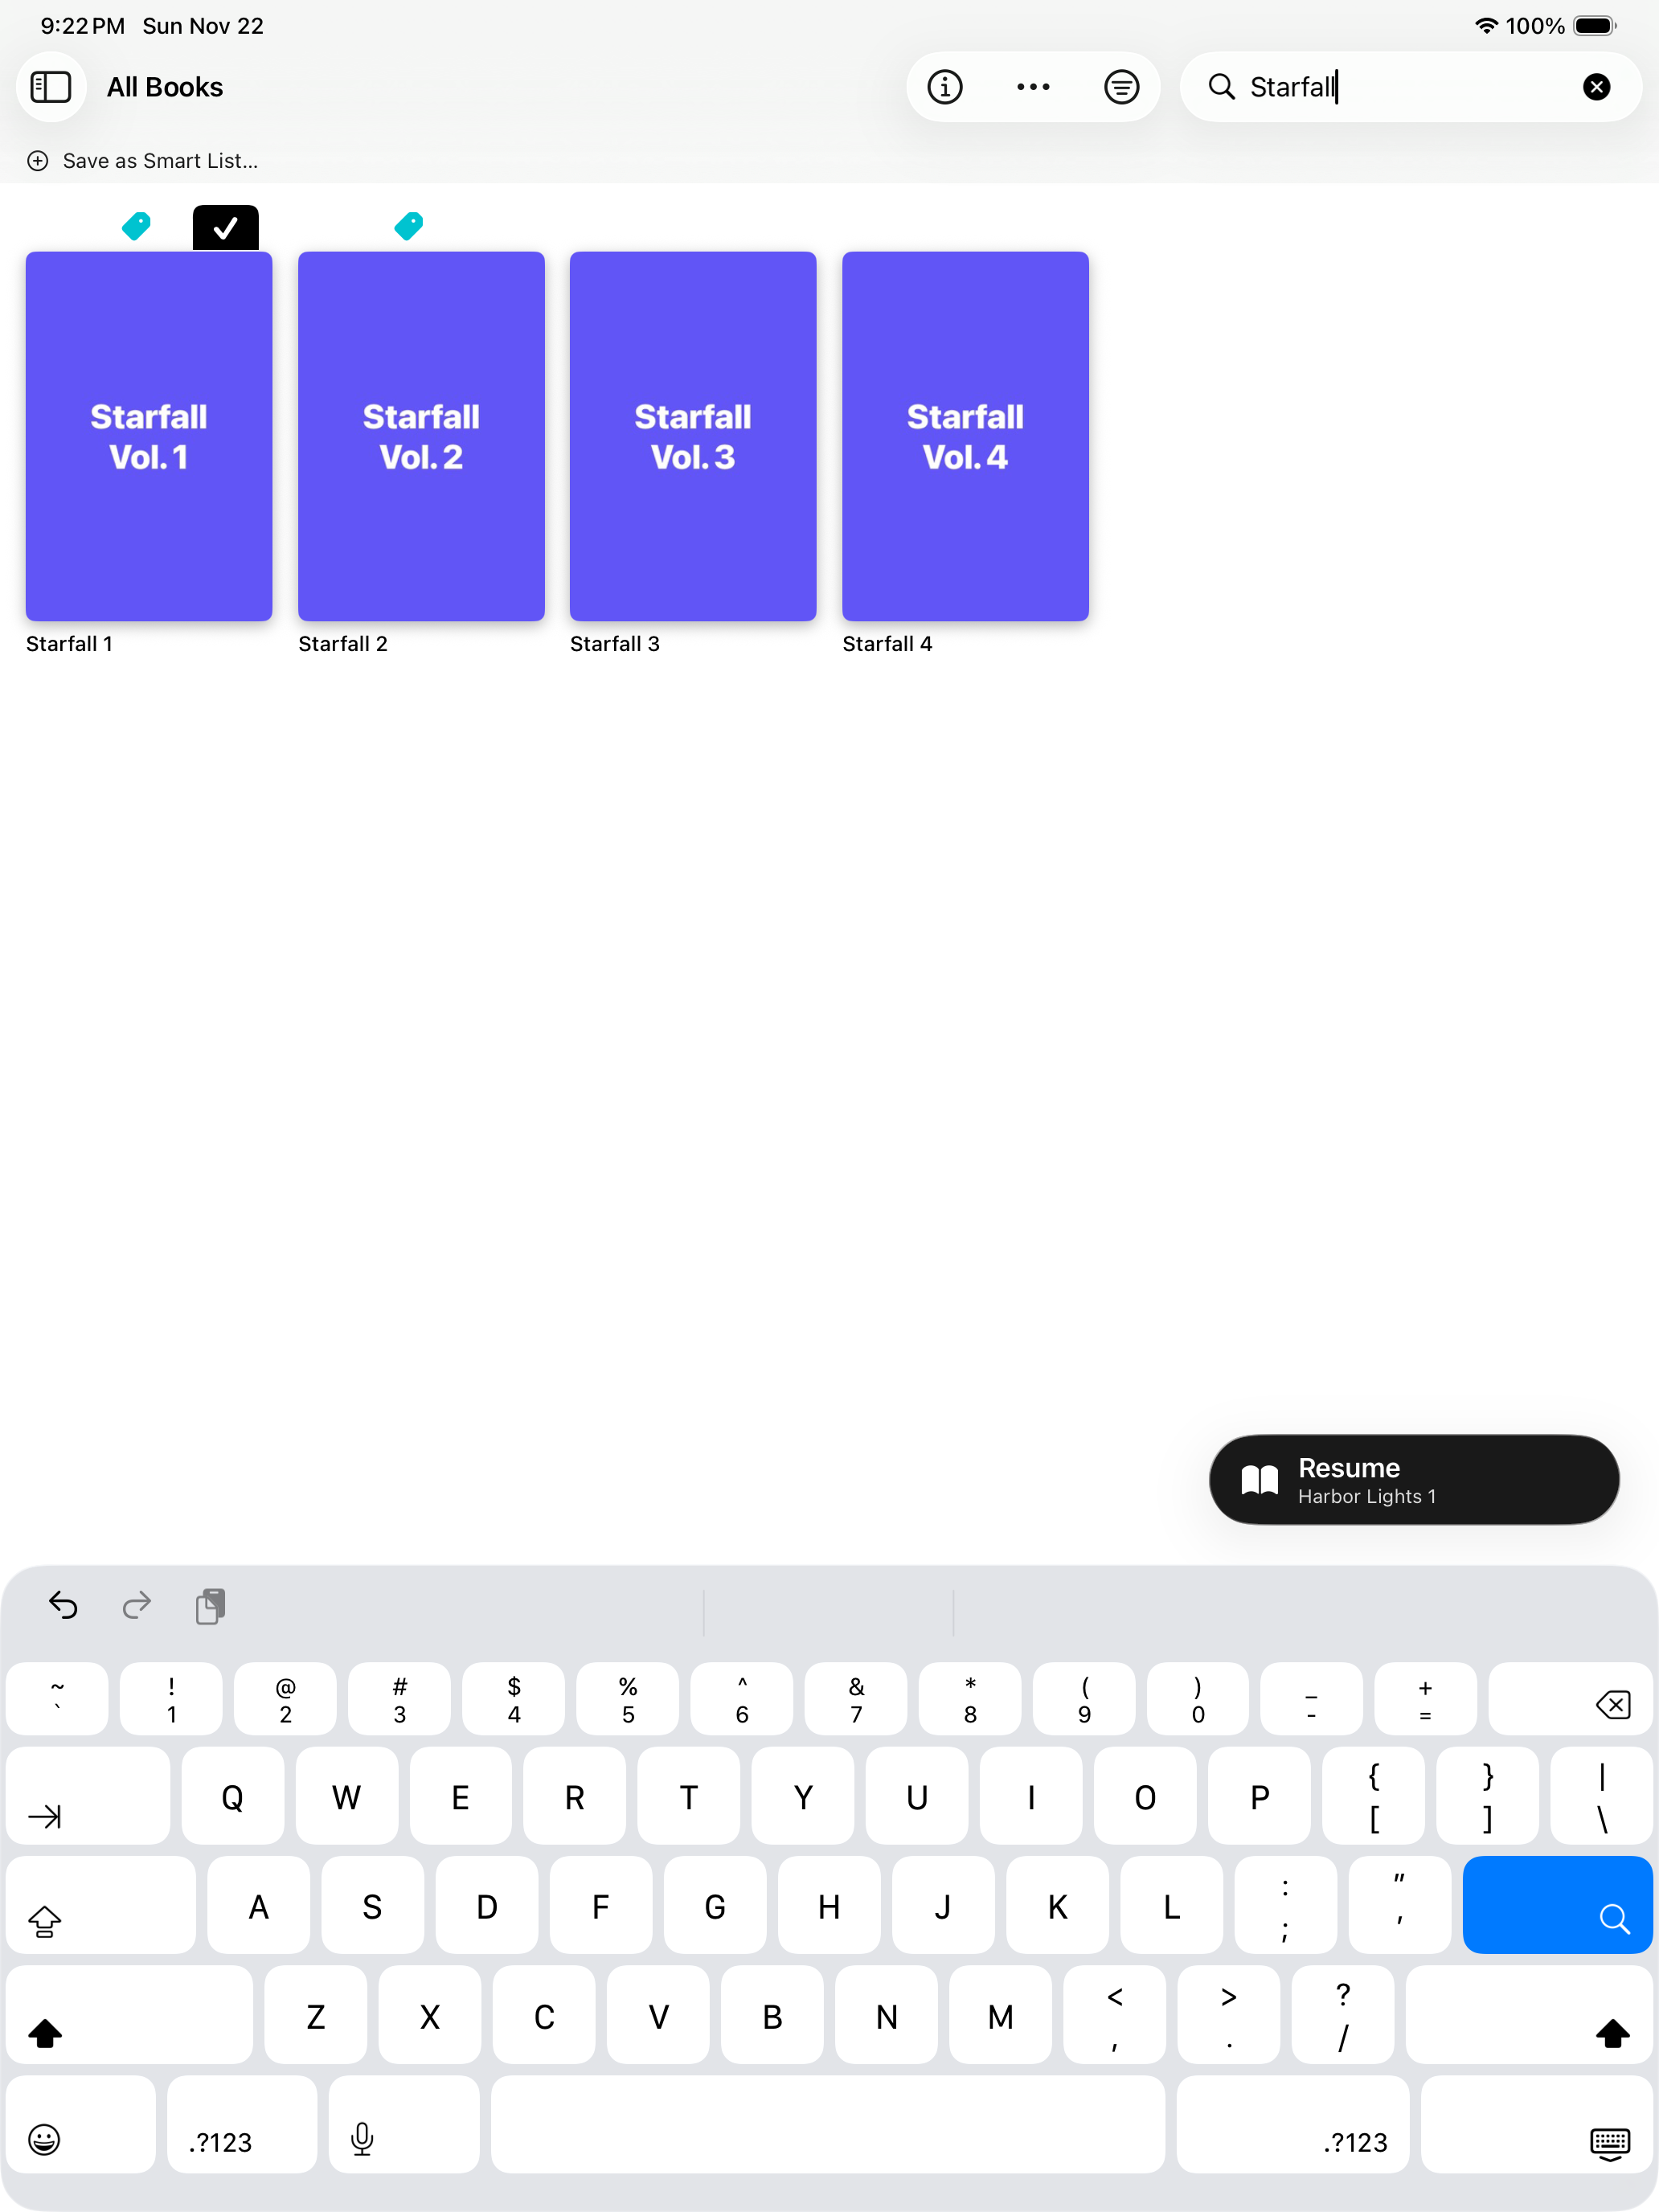 9:22 PM Sun Nov 22
100%
All Books
Starfall
Save as Smart List...
Starfall
Vol. 1
Starfall
Vol. 2
Starfall
Vol. 3
Starfall
Vol. 4
Starfall 1
Starfall 2
Starfall 3
Starfall 4
Resume
Harbor Lights 1
~ ! @ # $ % ^ & * ( ) _ +
` 1 2 3 4 5 6 7 8 9 0 - =
Q W E R T Y U I O P { } |
[ ] \
A S D F G H J K L : "
; '
Z X C V B N M < > ?
, . /
.?123 .?123